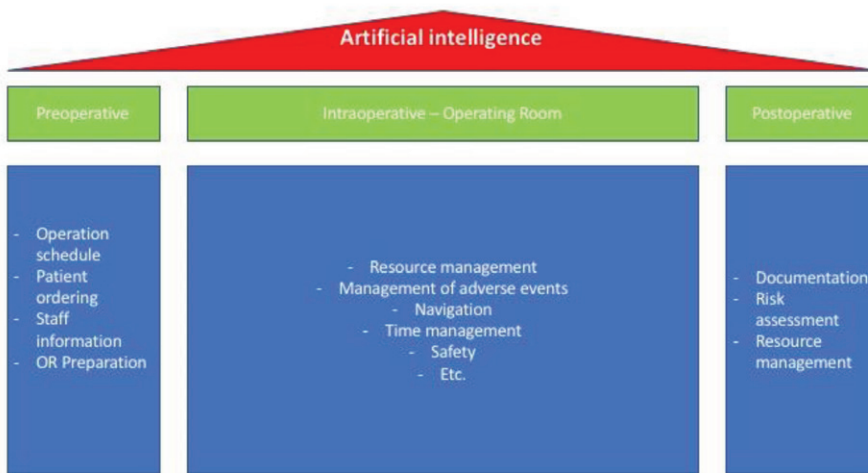 Artificial intelligence
Preoperative
Intraoperative – Operating Room
Postoperative
- Operation
schedule
- Patient
ordering
- Staff
information
- OR Preparation
- Resource management
- Management of adverse events
- Navigation
- Time management
- Safety
- Etc.
- Documentation
- Risk
assessment
- Resource
management